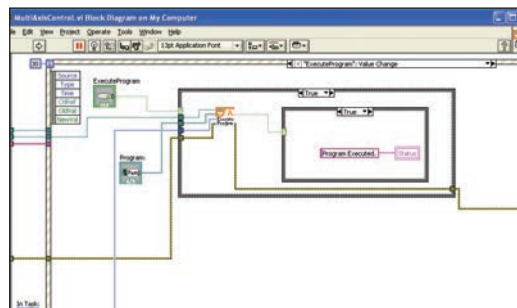 MultiAxisControl.vi Block Diagram on My Computer
File Edit View Project Operate Tools Window Help
13pt Application Font
30
"ExecuteProgram": Value Change
Source
Type
Time
CtlRef
OldVal
NewVal
ExecuteProgram
True
True
Program
Program Executed.
Status
In Task: